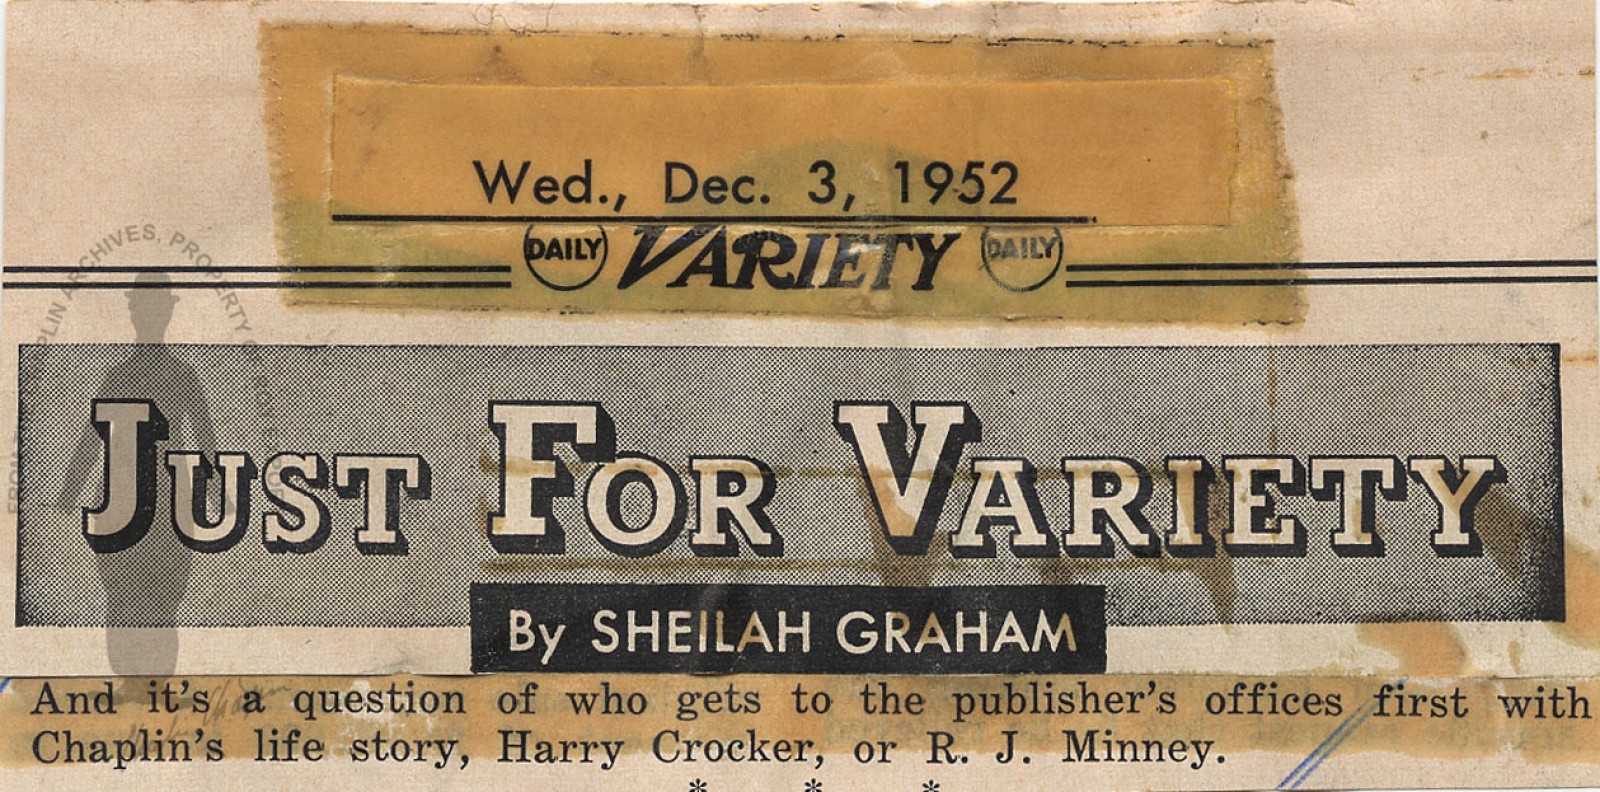 Wed., Dec. 3, 1952
DAILY VARIETY DAILY
JUST FOR VARIETY
By SHEILAH GRAHAM
And it's a question of who gets to the publisher's offices first with
Chaplin's life story, Harry Crocker, or R. J. Minney.
* * *